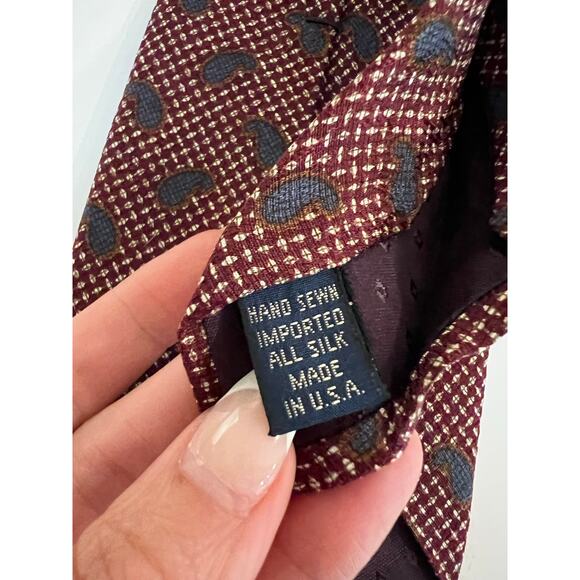 HAND SEWN
IMPORTED
ALL SILK
MADE
IN U.S.A.